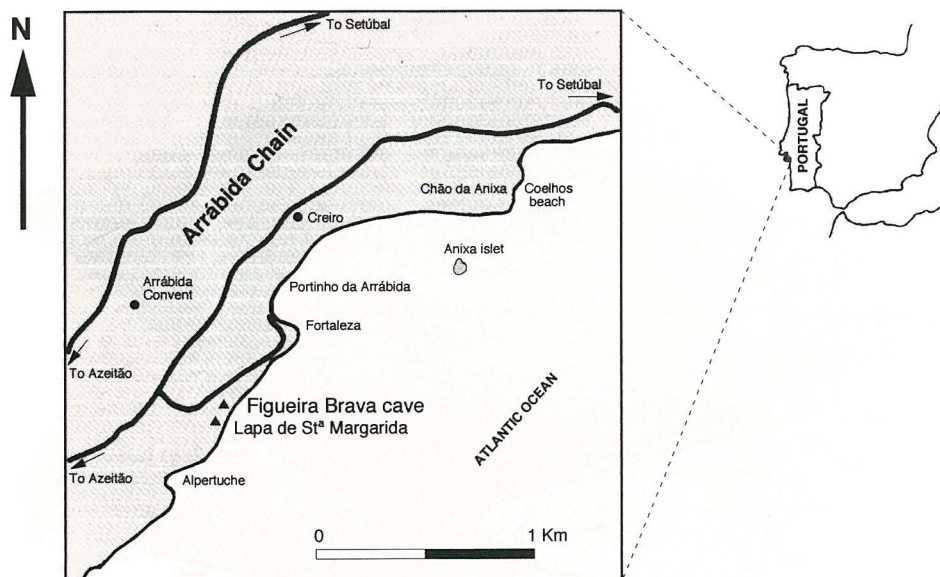 N
To Setúbal
To Setúbal
PORTUGAL
Arrábida Chain
Chão da Anixa
Coelhos
beach
Creiro
Anixa islet
Arrábida
Convent
Portinho da Arrábida
Fortaleza
To Azeitão
Figueira Brava cave
Lapa de Stª Margarida
ATLANTIC OCEAN
To Azeitão
Alpertuche
0
1 Km